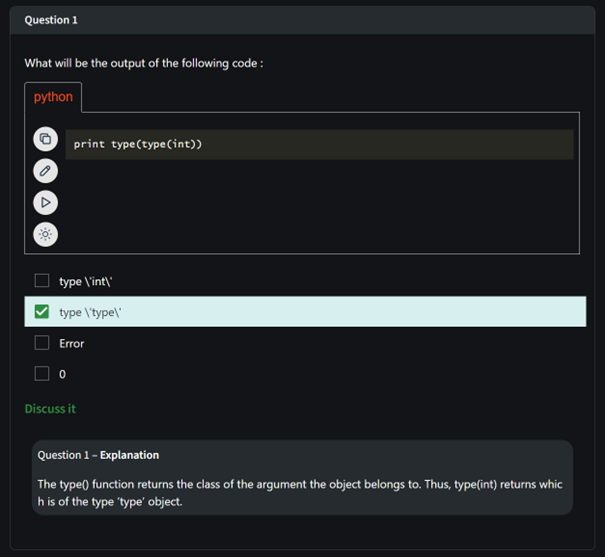 Question 1
What will be the output of the following code :
python
print type(type(int))
type \'int\'
type \'type\'
Error
0
Discuss it
Question 1 – Explanation
The type() function returns the class of the argument the object belongs to. Thus, type(int) returns whic
h is of the type ‘type’ object.